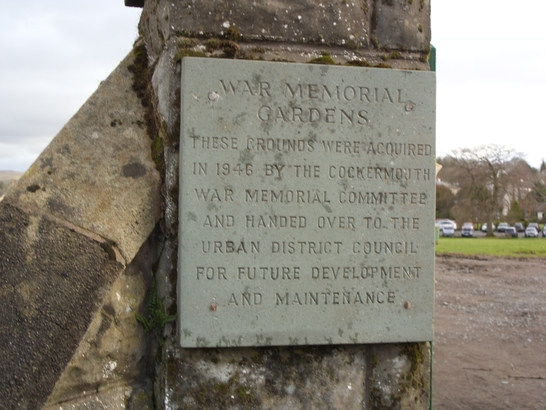 WAR MEMORIAL
GARDENS
THESE GROUNDS WERE ACQUIRED
IN 1946 BY THE COCKERMOUTH
WAR MEMORIAL COMMITTEE
AND HANDED OVER TO THE
URBAN DISTRICT COUNCIL
FOR FUTURE DEVELOPMENT
AND MAINTENANCE